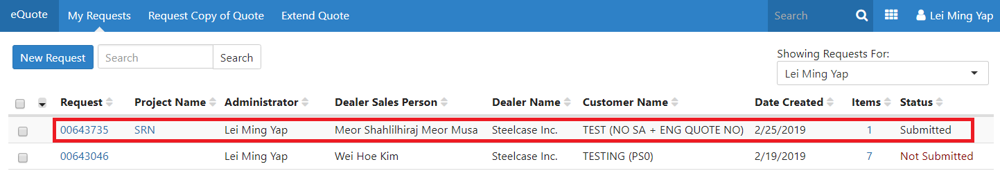 eQuote My Requests Request Copy of Quote Extend Quote Search Lei Ming Yap
Showing Requests For:
New Request Search Search Lei Ming Yap
Request Project Name Administrator Dealer Sales Person Dealer Name Customer Name Date Created Items Status
00643735 SRN Lei Ming Yap Meor Shahlilhiraj Meor Musa Steelcase Inc. TEST (NO SA + ENG QUOTE NO) 2/25/2019 1 Submitted
00643046 Lei Ming Yap Wei Hoe Kim Steelcase Inc. TESTING (PS0) 2/19/2019 7 Not Submitted